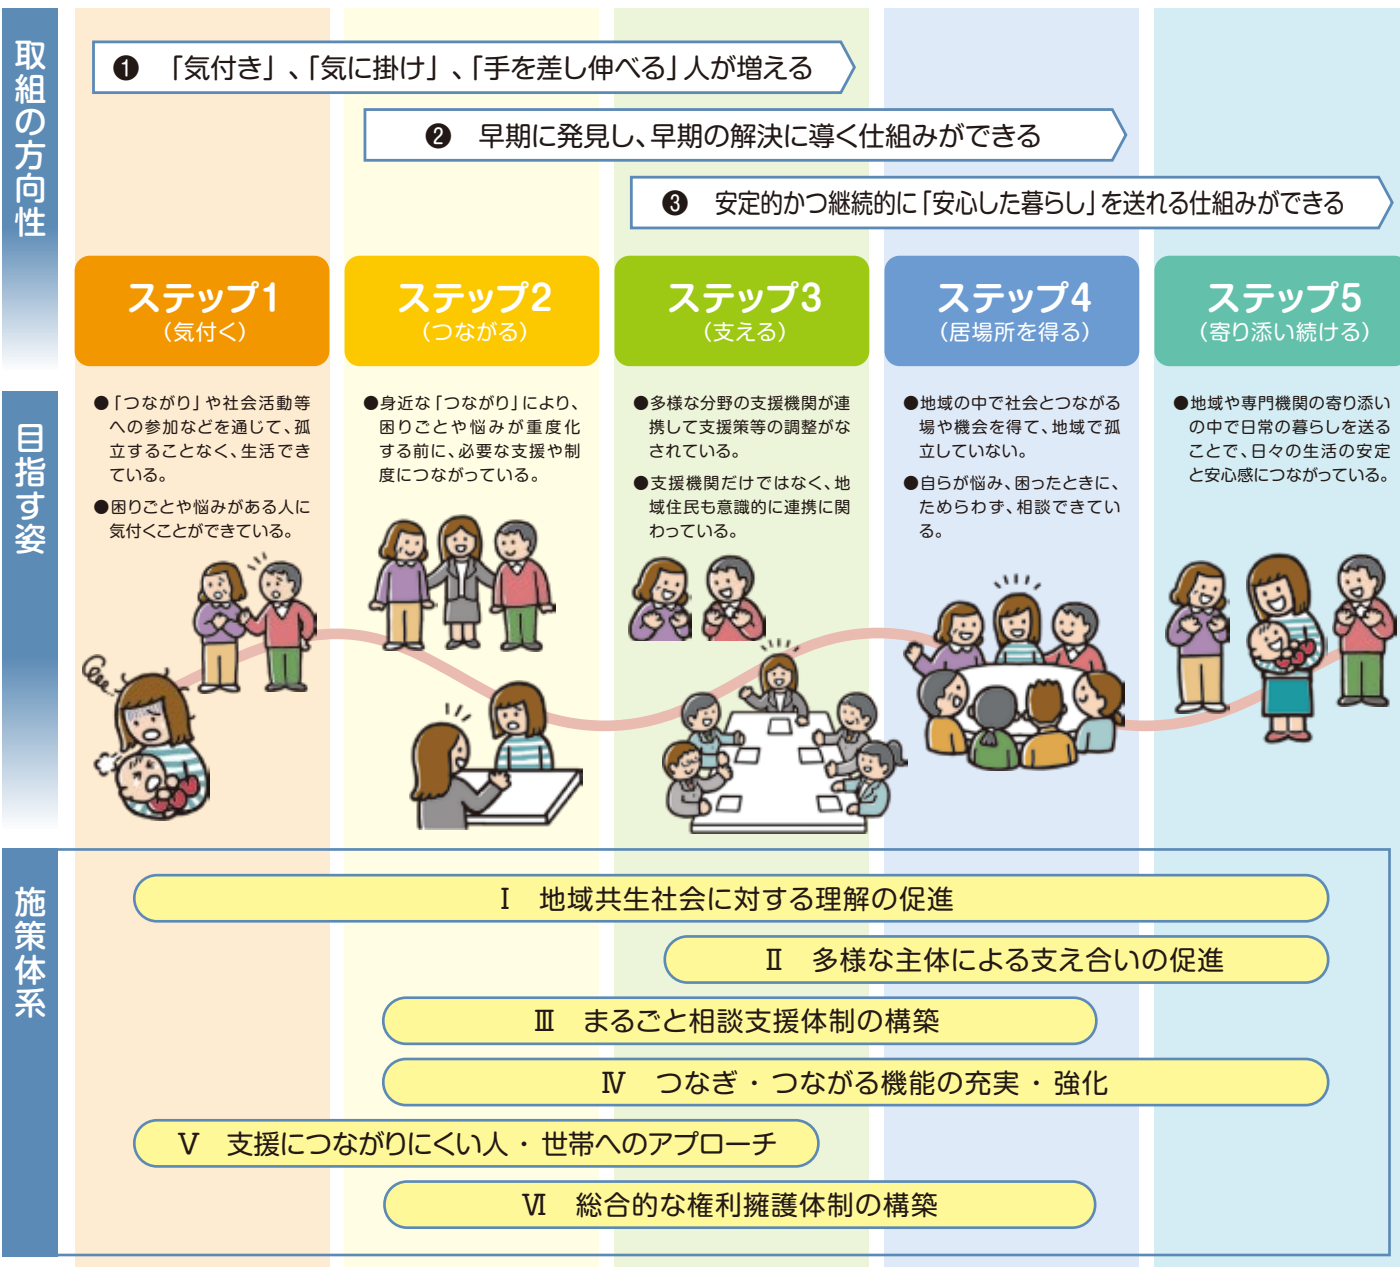 取組の方向性
❶ 「気付き」、「気に掛け」、「手を差し伸べる」人が増える
❷ 早期に発見し、早期の解決に導く仕組みができる
❸ 安定的かつ継続的に「安心した暮らし」を送れる仕組みができる
ステップ1
（気付く）
ステップ2
（つながる）
ステップ3
（支える）
ステップ4
（居場所を得る）
ステップ5
（寄り添い続ける）
目指す姿
●「つながり」や社会活動等
への参加などを通じて、孤
立することなく、生活でき
ている。
●困りごとや悩みがある人に
気付くことができている。
●身近な「つながり」により、
困りごとや悩みが重度化
する前に、必要な支援や制
度につながっている。
●多様な分野の支援機関が連
携して支援策等の調整がな
されている。
●支援機関だけではなく、地
域住民も意識的に連携に関
わっている。
●地域の中で社会とつながる
場や機会を得て、地域で孤
立していない。
●自らが悩み、困ったときに、
ためらわず、相談できてい
る。
●地域や専門機関の寄り添い
の中で日常の暮らしを送る
ことで、日々の生活の安定
と安心感につながっている。
施策体系
Ⅰ 地域共生社会に対する理解の促進
Ⅱ 多様な主体による支え合いの促進
Ⅲ まるごと相談支援体制の構築
Ⅳ つなぎ・つながる機能の充実・強化
Ⅴ 支援につながりにくい人・世帯へのアプローチ
Ⅵ 総合的な権利擁護体制の構築